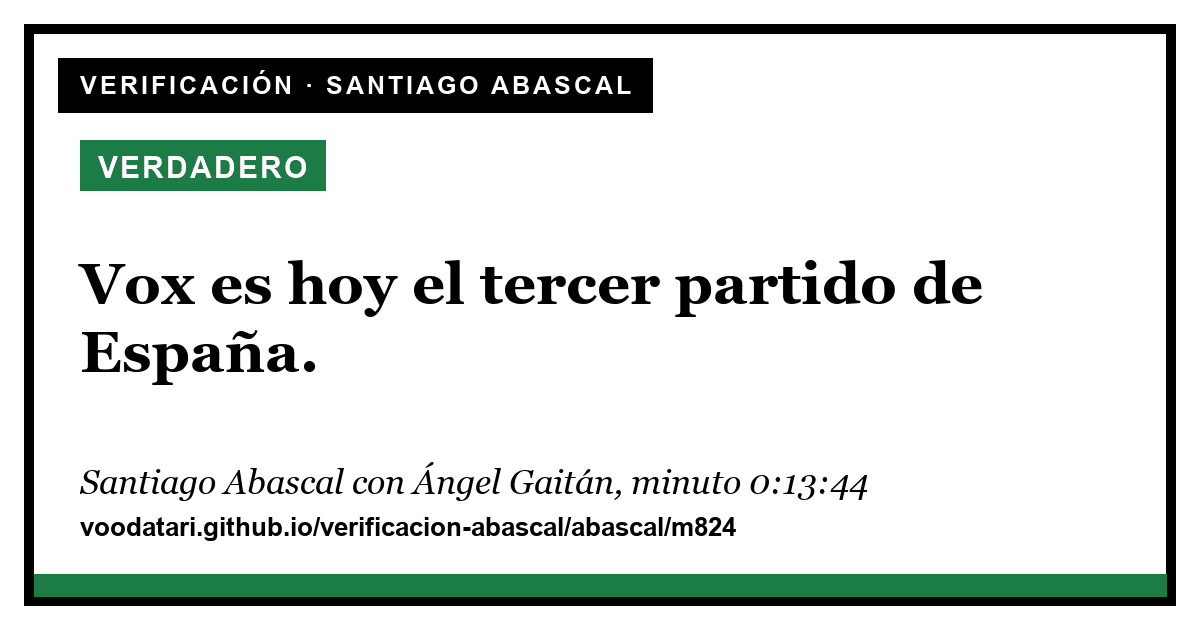 VERIFICACIÓN · SANTIAGO ABASCAL
VERDADERO
Vox es hoy el tercer partido de
España.
Santiago Abascal con Ángel Gaitán, minuto 0:13:44
voodatari.github.io/verificacion-abascal/abascal/m824